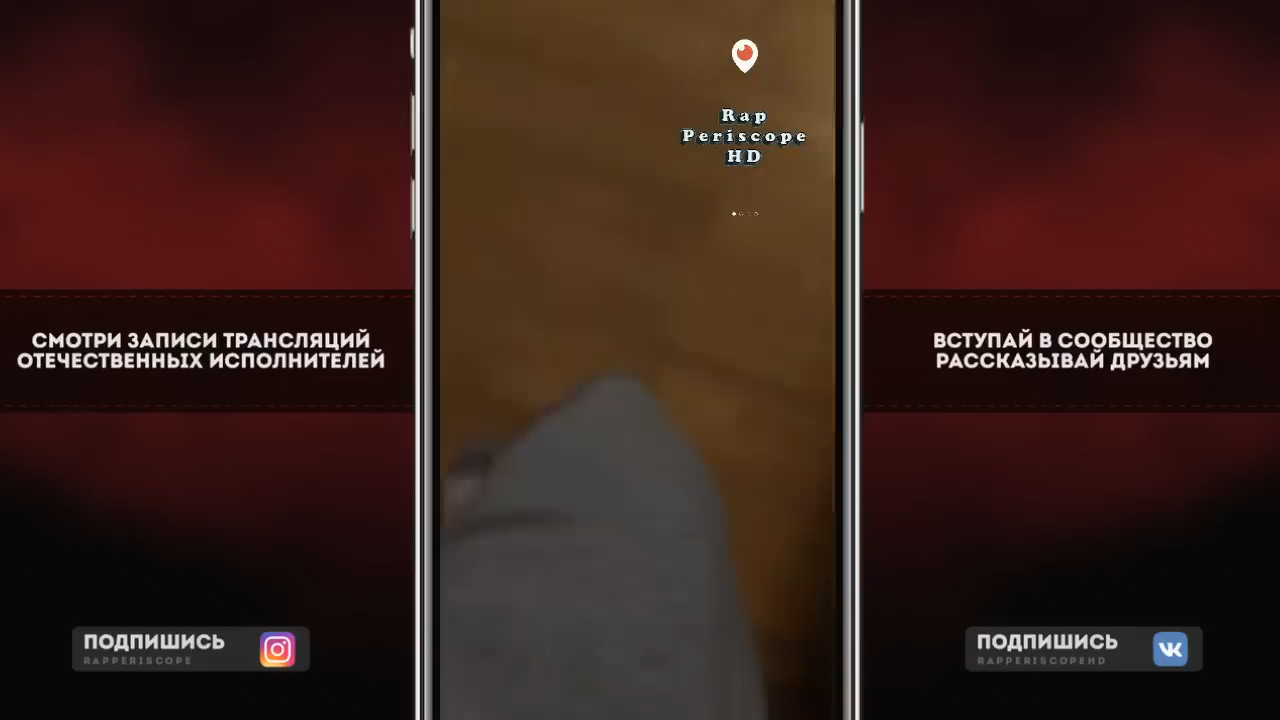 Rap
Periscope
HD
СМОТРИ ЗАПИСИ ТРАНСЛЯЦИЙ
ОТЕЧЕСТВЕННЫХ ИСПОЛНИТЕЛЕЙ
ВСТУПАЙ В СООБЩЕСТВО
РАССКАЗЫВАЙ ДРУЗЬЯМ
ПОДПИШИСЬ
RAPPERISCOPE
ПОДПИШИСЬ
RAPPERISCOPEHD